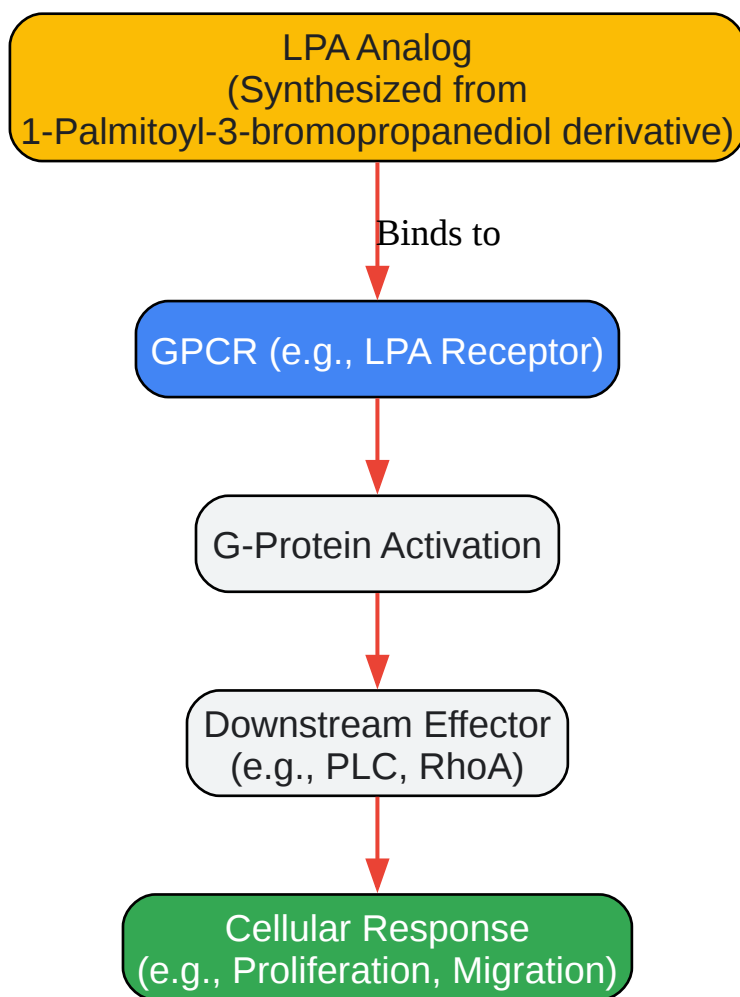 LPA Analog
(Synthesized from
1-Palmitoyl-3-bromopropanediol derivative)
Binds to
GPCR (e.g., LPA Receptor)
G-Protein Activation
Downstream Effector
(e.g., PLC, RhoA)
Cellular Response
(e.g., Proliferation, Migration)